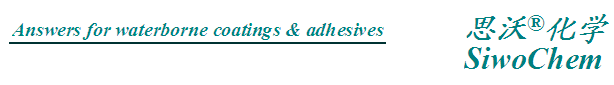 Answers for waterborne coatings & adhesives
思沃®化学
SiwoChem